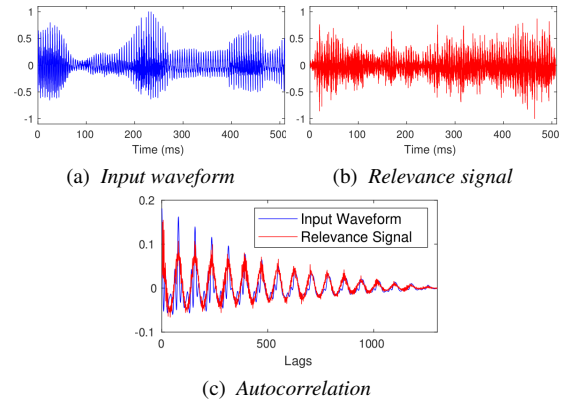 1
0.5
0
-0.5
-1
0 100 200 300 400 500
Time (ms)
(a) Input waveform
1
0.5
0
-0.5
-1
0 100 200 300 400 500
Time (ms)
(b) Relevance signal
0.2
0.1
0
-0.1
Input Waveform
Relevance Signal
0 500 1000
Lags
(c) Autocorrelation